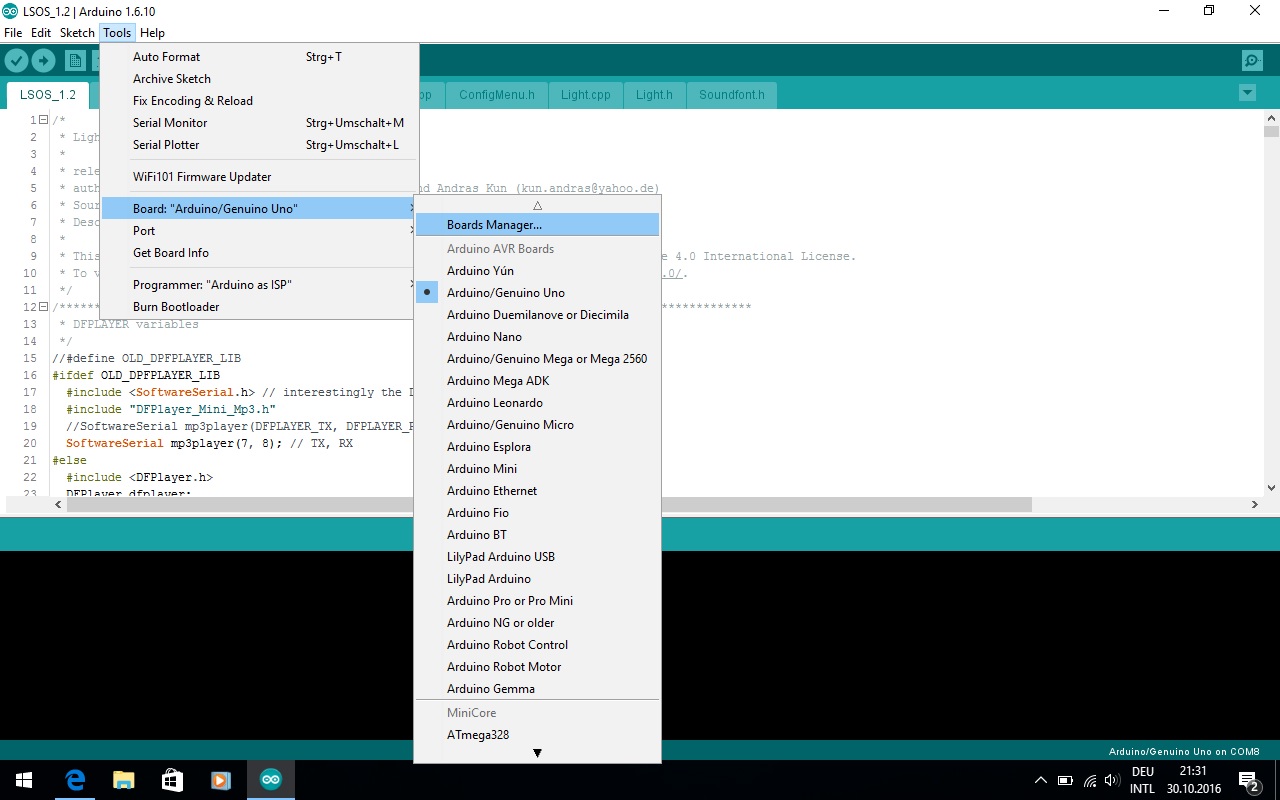 LSOS_1.2 | Arduino 1.6.10
File Edit Sketch Tools Help
LSOS_1.2
pp
ConfigMenu.h
Light.cpp
Light.h
Soundfont.h
Auto Format Strg+T
Archive Sketch
Fix Encoding & Reload
Serial Monitor Strg+Umschalt+M
Serial Plotter Strg+Umschalt+L
WiFi101 Firmware Updater
Board: "Arduino/Genuino Uno"
Port
Get Board Info
Programmer: "Arduino as ISP"
Burn Bootloader
Boards Manager...
Arduino AVR Boards
Arduino Yún
Arduino/Genuino Uno
Arduino Duemilanove or Diecimila
Arduino Nano
Arduino/Genuino Mega or Mega 2560
Arduino Mega ADK
Arduino Leonardo
Arduino/Genuino Micro
Arduino Esplora
Arduino Mini
Arduino Ethernet
Arduino Fio
Arduino BT
LilyPad Arduino USB
LilyPad Arduino
Arduino Pro or Pro Mini
Arduino NG or older
Arduino Robot Control
Arduino Robot Motor
Arduino Gemma
MiniCore
ATmega328
1 /*
2 * Ligh
3 *
4 * rele
5 * auth nd Andras Kun (kun.andras@yahoo.de)
6 * Sour
7 * Desc
8 *
9 * This e 4.0 International License.
10 * To v .0/.
11 */
12 /****** ************
13 * DFPLAYER variables
14 */
15 //#define OLD_DPFPLAYER_LIB
16 #ifdef OLD_DPFPLAYER_LIB
17 #include <SoftwareSerial.h> // interestingly the D
18 #include "DFPlayer_Mini_Mp3.h"
19 //SoftwareSerial mp3player(DFPLAYER_TX, DFPLAYER_R
20 SoftwareSerial mp3player(7, 8); // TX, RX
21 #else
22 #include <DFPlayer.h>
23 DFPlayer dfplayer;
Arduino/Genuino Uno on COM8
DEU
INTL
21:31
30.10.2016
2